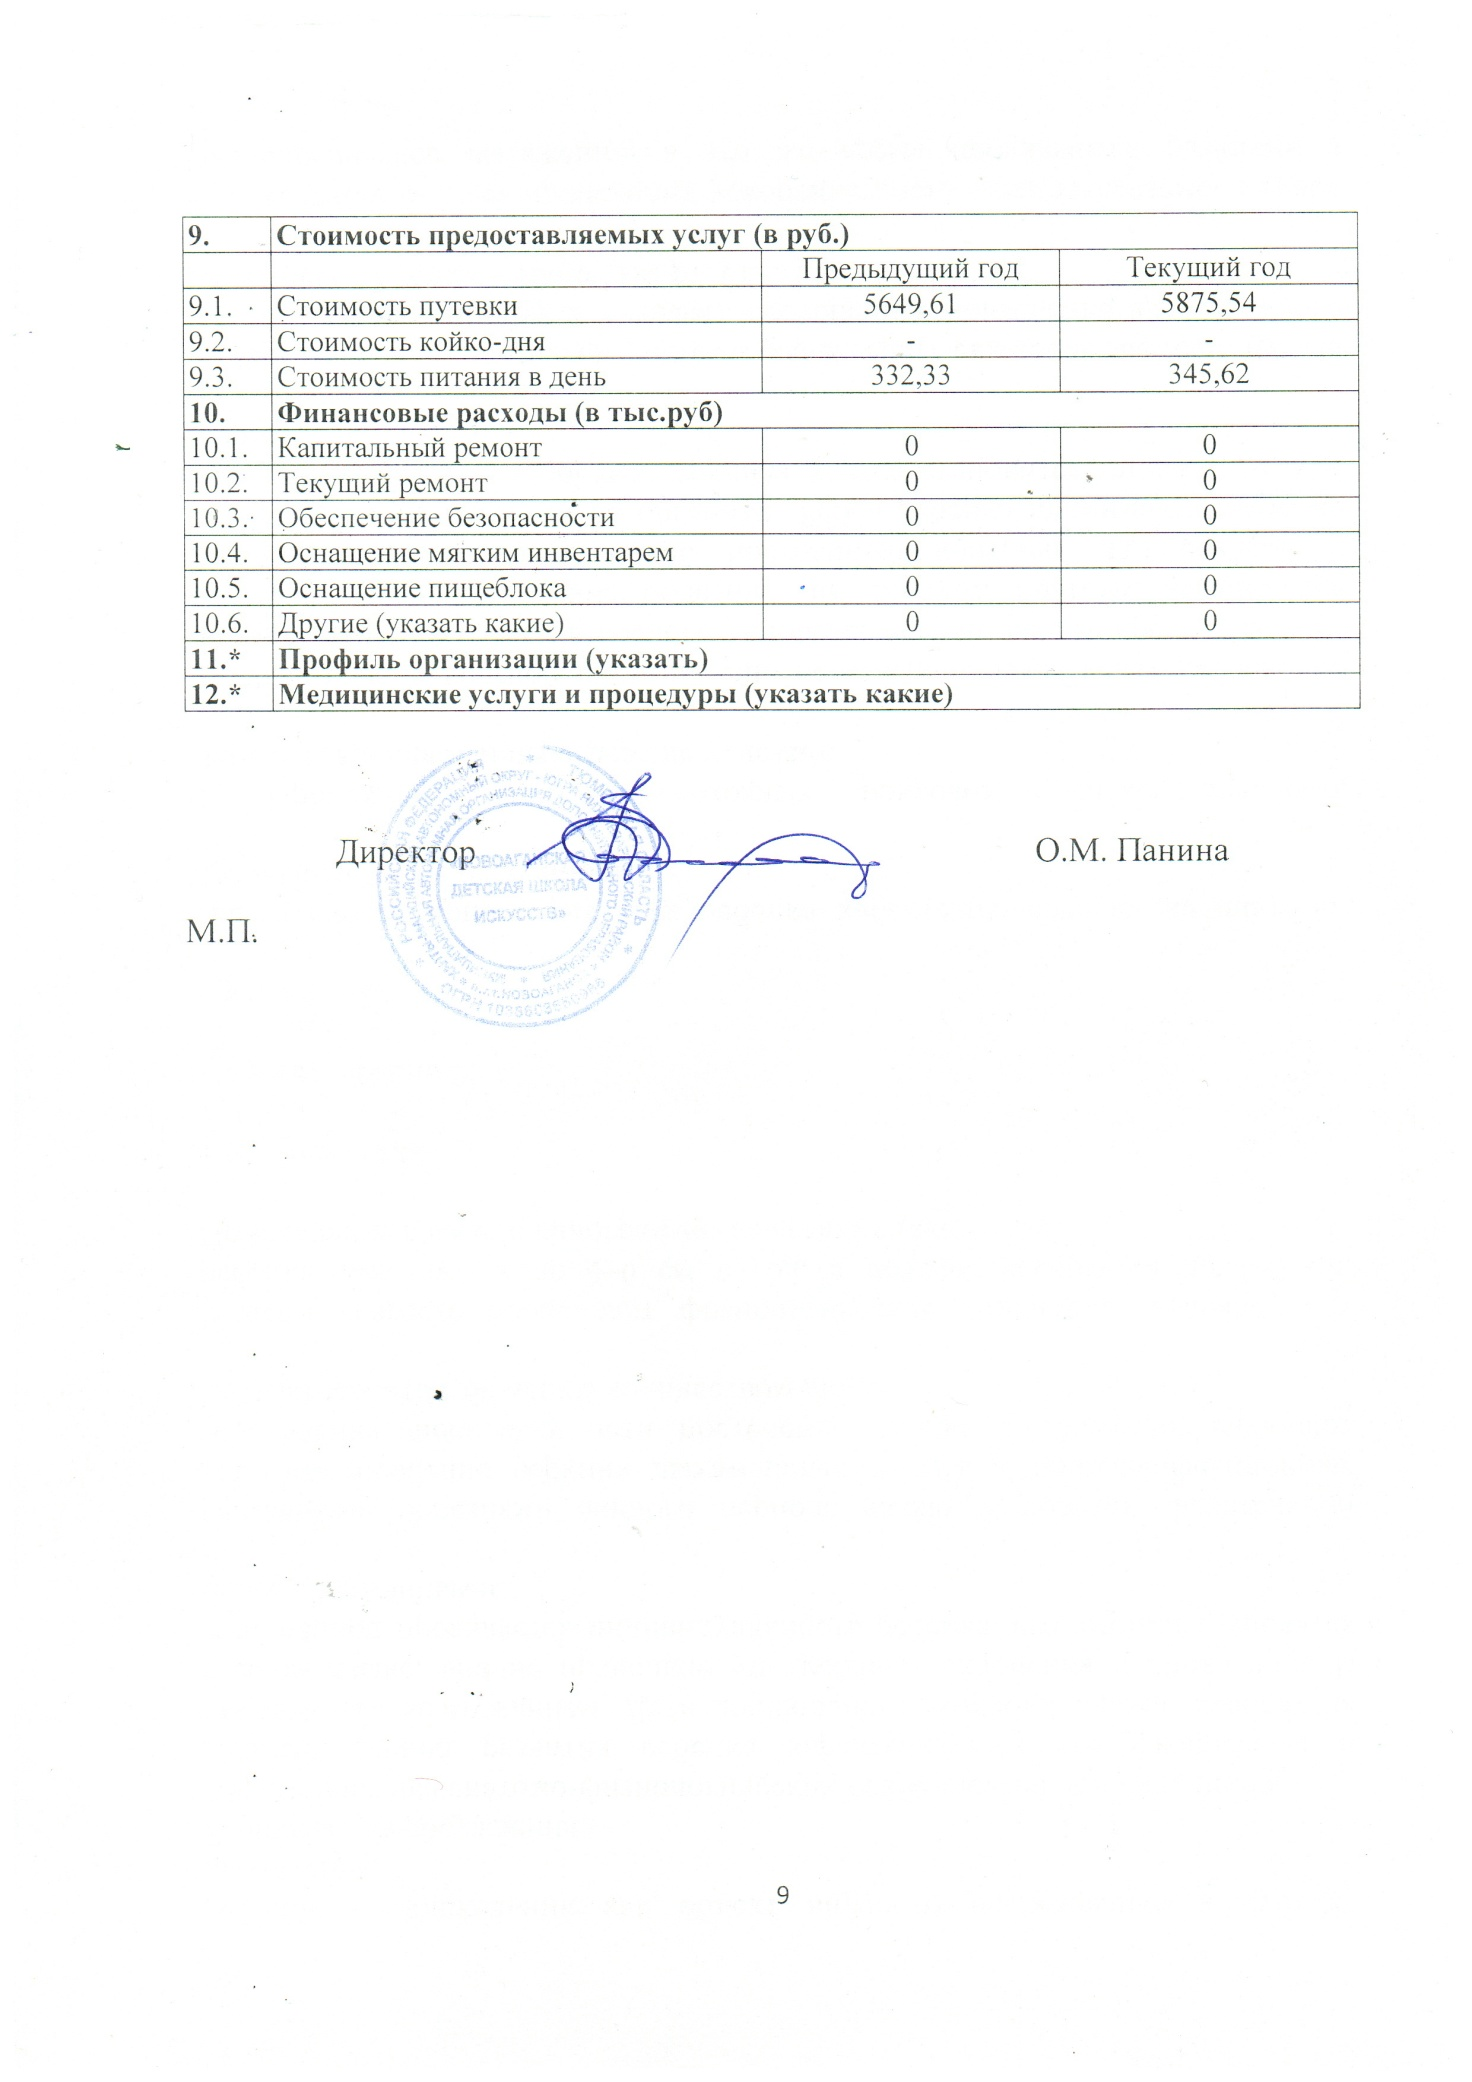 9. Стоимость предоставляемых услуг (в руб.)
Предыдущий год Текущий год
9.1. Стоимость путевки 5649,61 5875,54
9.2. Стоимость койко-дня - -
9.3. Стоимость питания в день 332,33 345,62
10. Финансовые расходы (в тыс.руб)
10.1. Капитальный ремонт 0 0
10.2. Текущий ремонт 0 0
10.3. Обеспечение безопасности 0 0
10.4. Оснащение мягким инвентарем 0 0
10.5. Оснащение пищеблока 0 0
10.6. Другие (указать какие) 0 0
11.* Профиль организации (указать)
12.* Медицинские услуги и процедуры (указать какие)
Директор О.М. Панина
«НОВОАГАНСКАЯ
ДЕТСКАЯ ШКОЛА
ИСКУССТВ»
М.П.
9